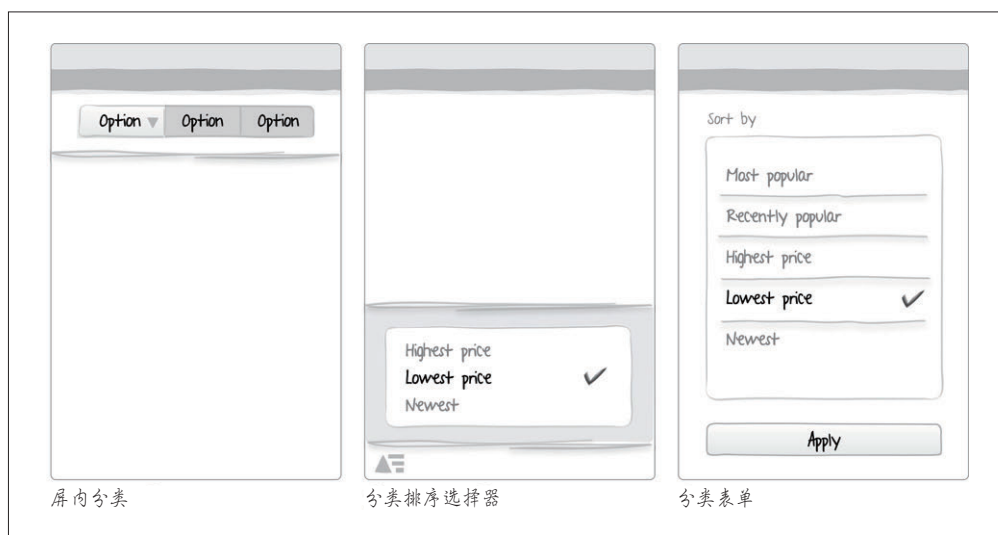 Option Option Option
屏内分类
Highest price
Lowest price
Newest
分类排序选择器
Sort by
Most popular
Recently popular
Highest price
Lowest price
Newest
Apply
分类表单